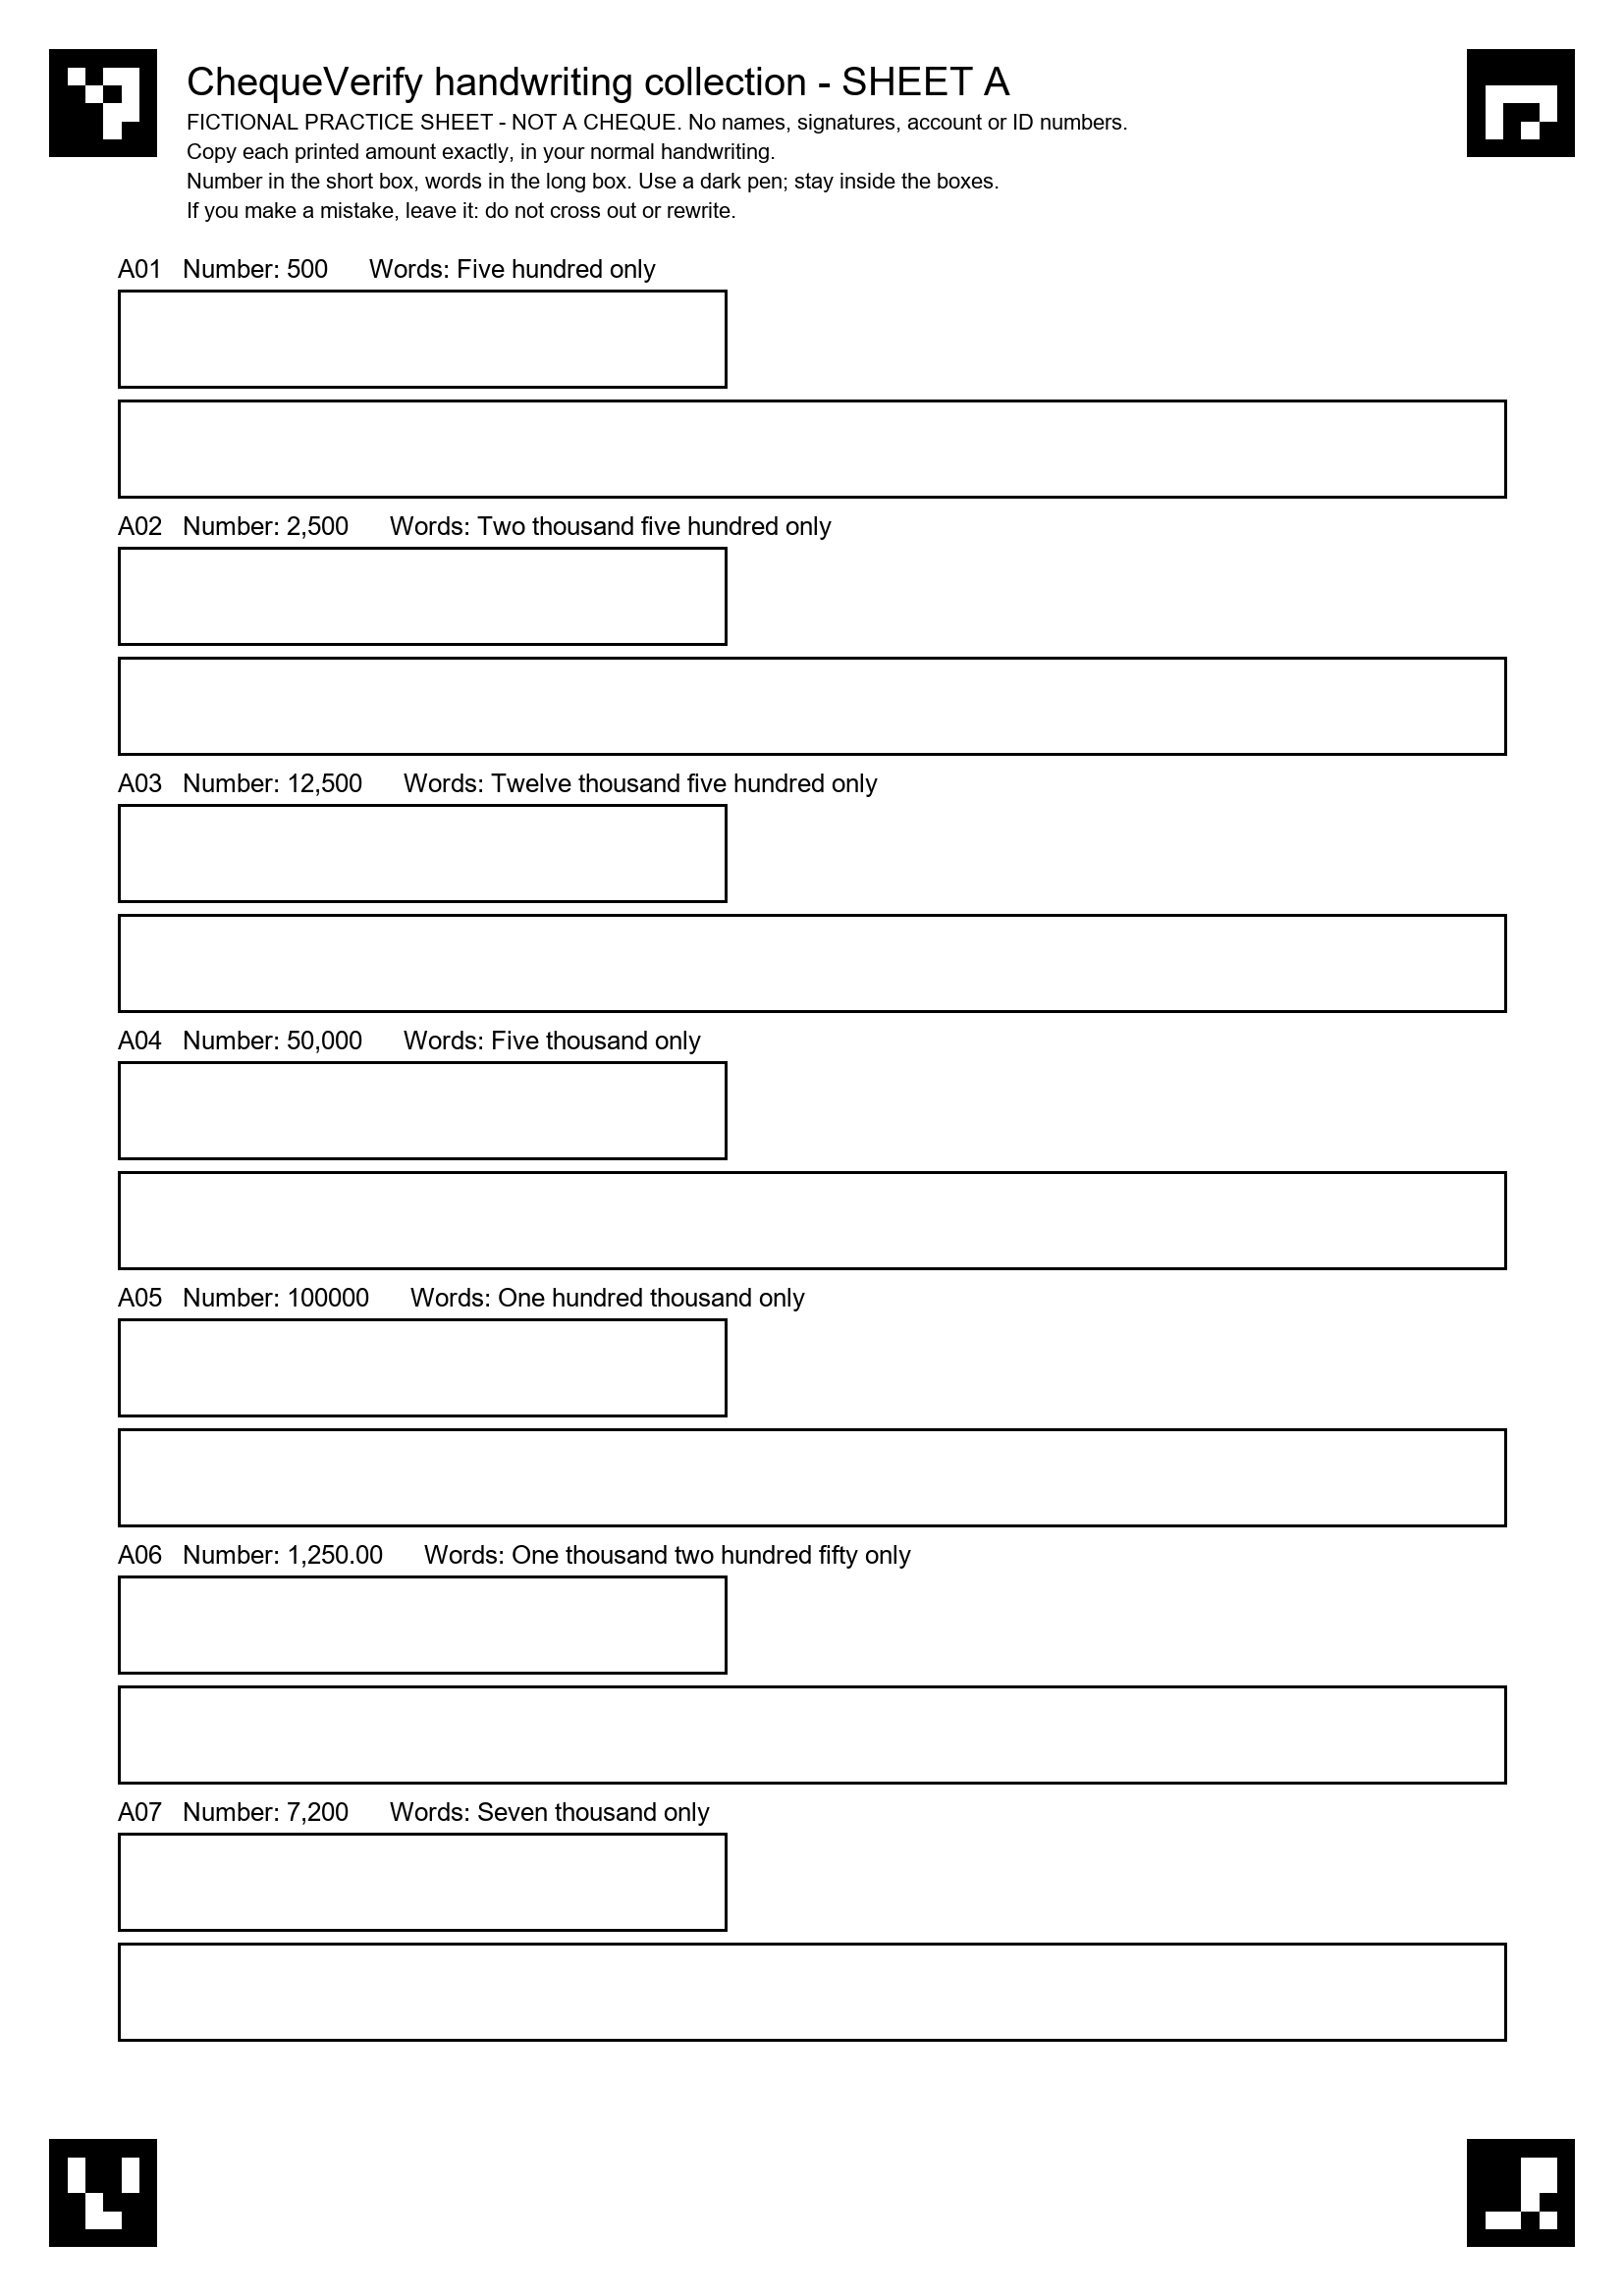 ChequeVerify handwriting collection - SHEET A
FICTIONAL PRACTICE SHEET - NOT A CHEQUE. No names, signatures, account or ID numbers.
Copy each printed amount exactly, in your normal handwriting.
Number in the short box, words in the long box. Use a dark pen; stay inside the boxes.
If you make a mistake, leave it: do not cross out or rewrite.
A01 Number: 500 Words: Five hundred only
A02 Number: 2,500 Words: Two thousand five hundred only
A03 Number: 12,500 Words: Twelve thousand five hundred only
A04 Number: 50,000 Words: Five thousand only
A05 Number: 100000 Words: One hundred thousand only
A06 Number: 1,250.00 Words: One thousand two hundred fifty only
A07 Number: 7,200 Words: Seven thousand only